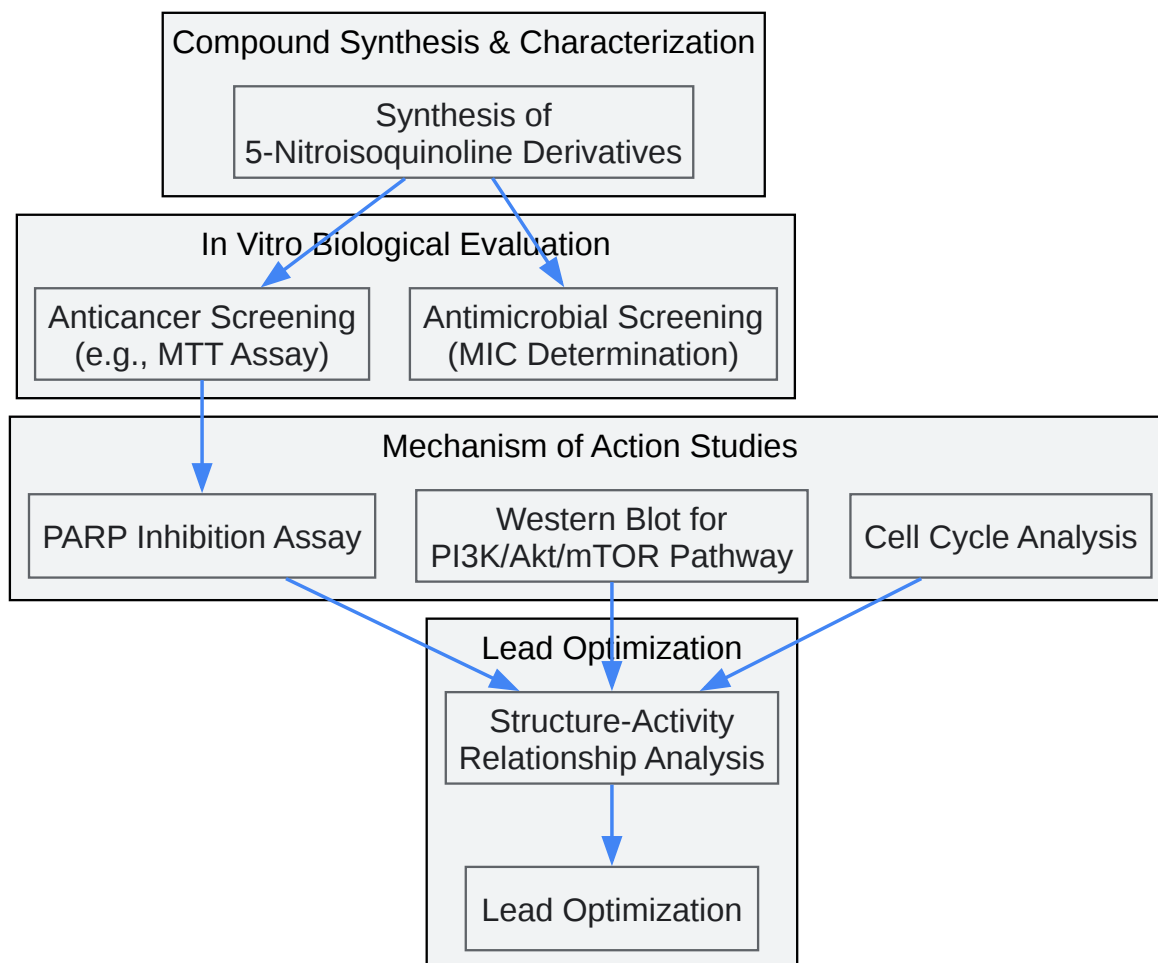 Compound Synthesis & Characterization
Synthesis of
5-Nitroisoquinoline Derivatives
In Vitro Biological Evaluation
Anticancer Screening
(e.g., MTT Assay)
Antimicrobial Screening
(MIC Determination)
Mechanism of Action Studies
PARP Inhibition Assay
Western Blot for
PI3K/Akt/mTOR Pathway
Cell Cycle Analysis
Lead Optimization
Structure-Activity
Relationship Analysis
Lead Optimization